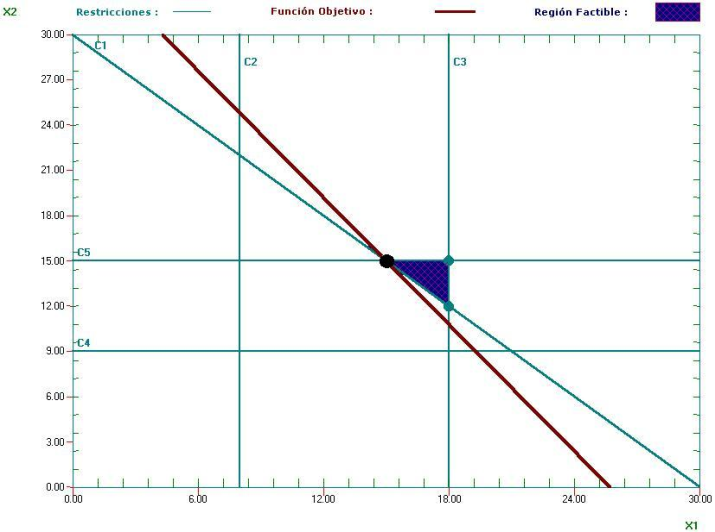 X2 Restricciones : Función Objetivo : Región Factible :
30.00
C1
C2 C3
27.00
24.00
21.00
18.00
C5
15.00
12.00
C4
9.00
6.00
3.00
0.00
0.00 6.00 12.00 18.00 24.00 30.00
X1